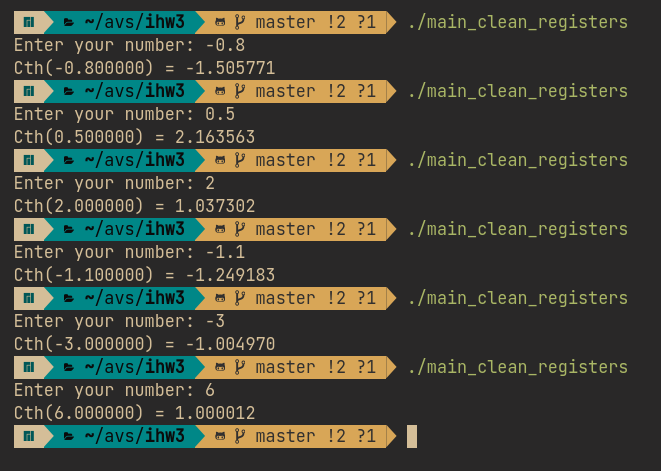 ~/avs/ihw3 master !2 ?1 ./main_clean_registers
Enter your number: -0.8
Cth(-0.800000) = -1.505771
~/avs/ihw3 master !2 ?1 ./main_clean_registers
Enter your number: 0.5
Cth(0.500000) = 2.163563
~/avs/ihw3 master !2 ?1 ./main_clean_registers
Enter your number: 2
Cth(2.000000) = 1.037302
~/avs/ihw3 master !2 ?1 ./main_clean_registers
Enter your number: -1.1
Cth(-1.100000) = -1.249183
~/avs/ihw3 master !2 ?1 ./main_clean_registers
Enter your number: -3
Cth(-3.000000) = -1.004970
~/avs/ihw3 master !2 ?1 ./main_clean_registers
Enter your number: 6
Cth(6.000000) = 1.000012
~/avs/ihw3 master !2 ?1